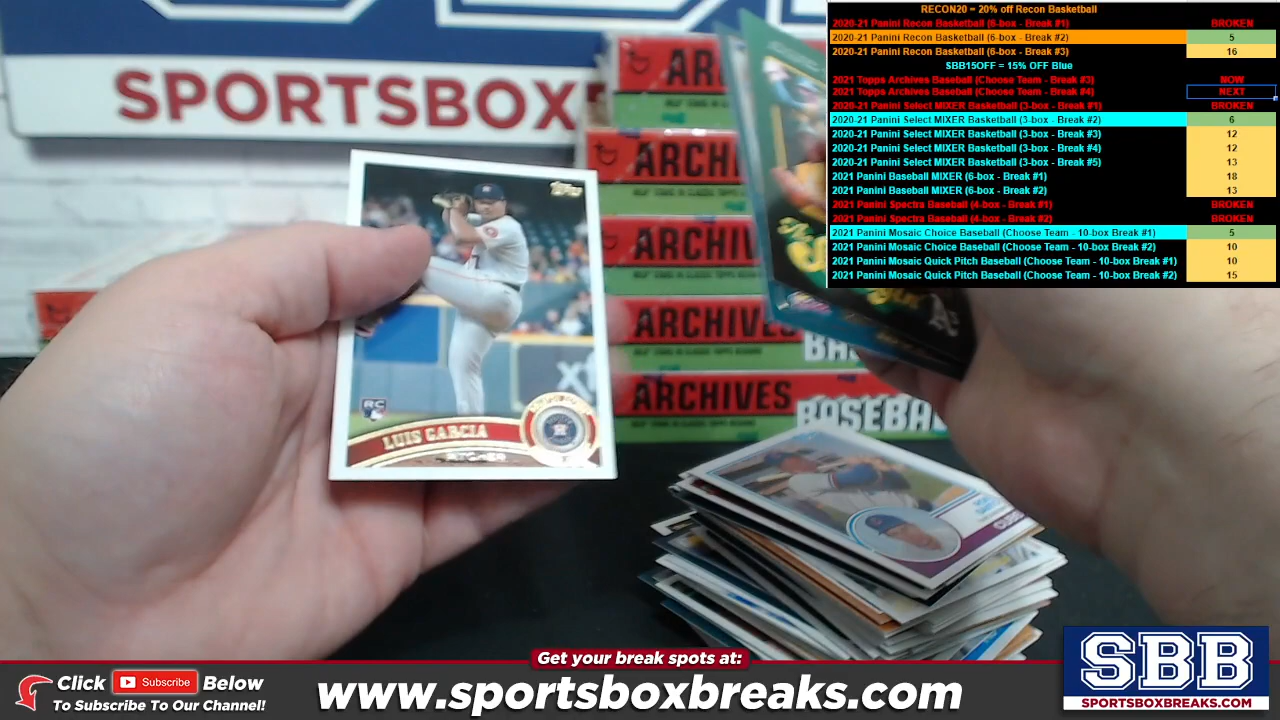 RECON20 = 20% off Recon Basketball
2020-21 Panini Recon Basketball (6-box - Break #1) BROKEN
2020-21 Panini Recon Basketball (6-box - Break #2) 5
2020-21 Panini Recon Basketball (6-box - Break #3) 16
SBB15OFF = 15% OFF Blue
2021 Topps Archives Baseball (Choose Team - Break #3) NOW
2021 Topps Archives Baseball (Choose Team - Break #4) NEXT
2020-21 Panini Select MIXER Basketball (3-box - Break #1) BROKEN
2020-21 Panini Select MIXER Basketball (3-box - Break #2) 6
2020-21 Panini Select MIXER Basketball (3-box - Break #3) 12
2020-21 Panini Select MIXER Basketball (3-box - Break #4) 12
2020-21 Panini Select MIXER Basketball (3-box - Break #5) 13
2021 Panini Baseball MIXER (6-box - Break #1) 18
2021 Panini Baseball MIXER (6-box - Break #2) 13
2021 Panini Spectra Baseball (4-box - Break #1) BROKEN
2021 Panini Spectra Baseball (4-box - Break #2) BROKEN
2021 Panini Mosaic Choice Baseball (Choose Team - 10-box Break #1) 5
2021 Panini Mosaic Choice Baseball (Choose Team - 10-box Break #2) 10
2021 Panini Mosaic Quick Pitch Baseball (Choose Team - 10-box Break #1) 10
2021 Panini Mosaic Quick Pitch Baseball (Choose Team - 10-box Break #2) 15
SPORTSBOX
AR
ARCH
ARCH
ARCHIVE
ARCHIVES
BA
BASEBA
Topps
RC
LUIS GARCIA
PITCHER
CUBS
Get your break spots at:
Click Subscribe Below
To Subscribe To Our Channel!
www.sportsboxbreaks.com
SBB
SPORTSBOXBREAKS.COM